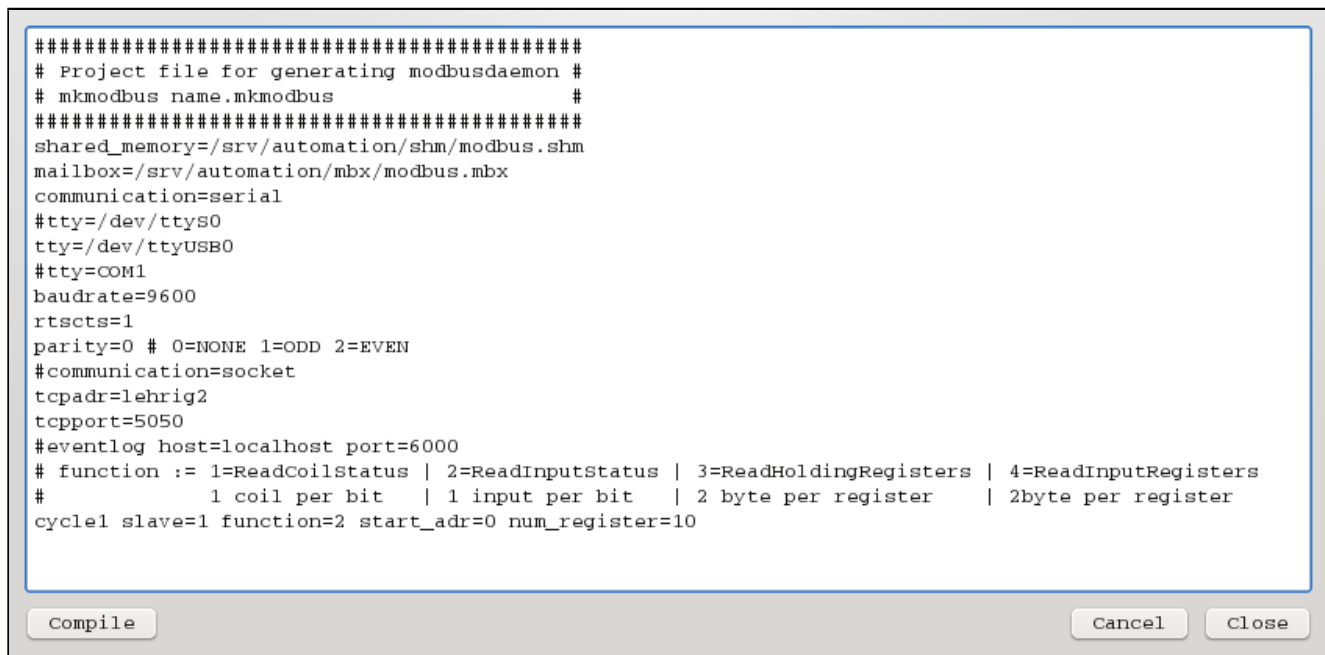 ############################################
# Project file for generating modbusdaemon #
# mkmodbus name.mkmodbus                   #
############################################
shared_memory=/srv/automation/shm/modbus.shm
mailbox=/srv/automation/mbx/modbus.mbx
communication=serial
#tty=/dev/ttyS0
tty=/dev/ttyUSB0
#tty=COM1
baudrate=9600
rtscts=1
parity=0 # 0=NONE 1=ODD 2=EVEN
#communication=socket
tcpadr=lehrig2
tcpport=5050
#eventlog host=localhost port=6000
# function := 1=ReadCoilStatus | 2=ReadInputStatus | 3=ReadHoldingRegisters | 4=ReadInputRegisters
#             1 coil per bit   | 1 input per bit   | 2 byte per register    | 2byte per register
cycle1 slave=1 function=2 start_adr=0 num_register=10
Compile Cancel Close